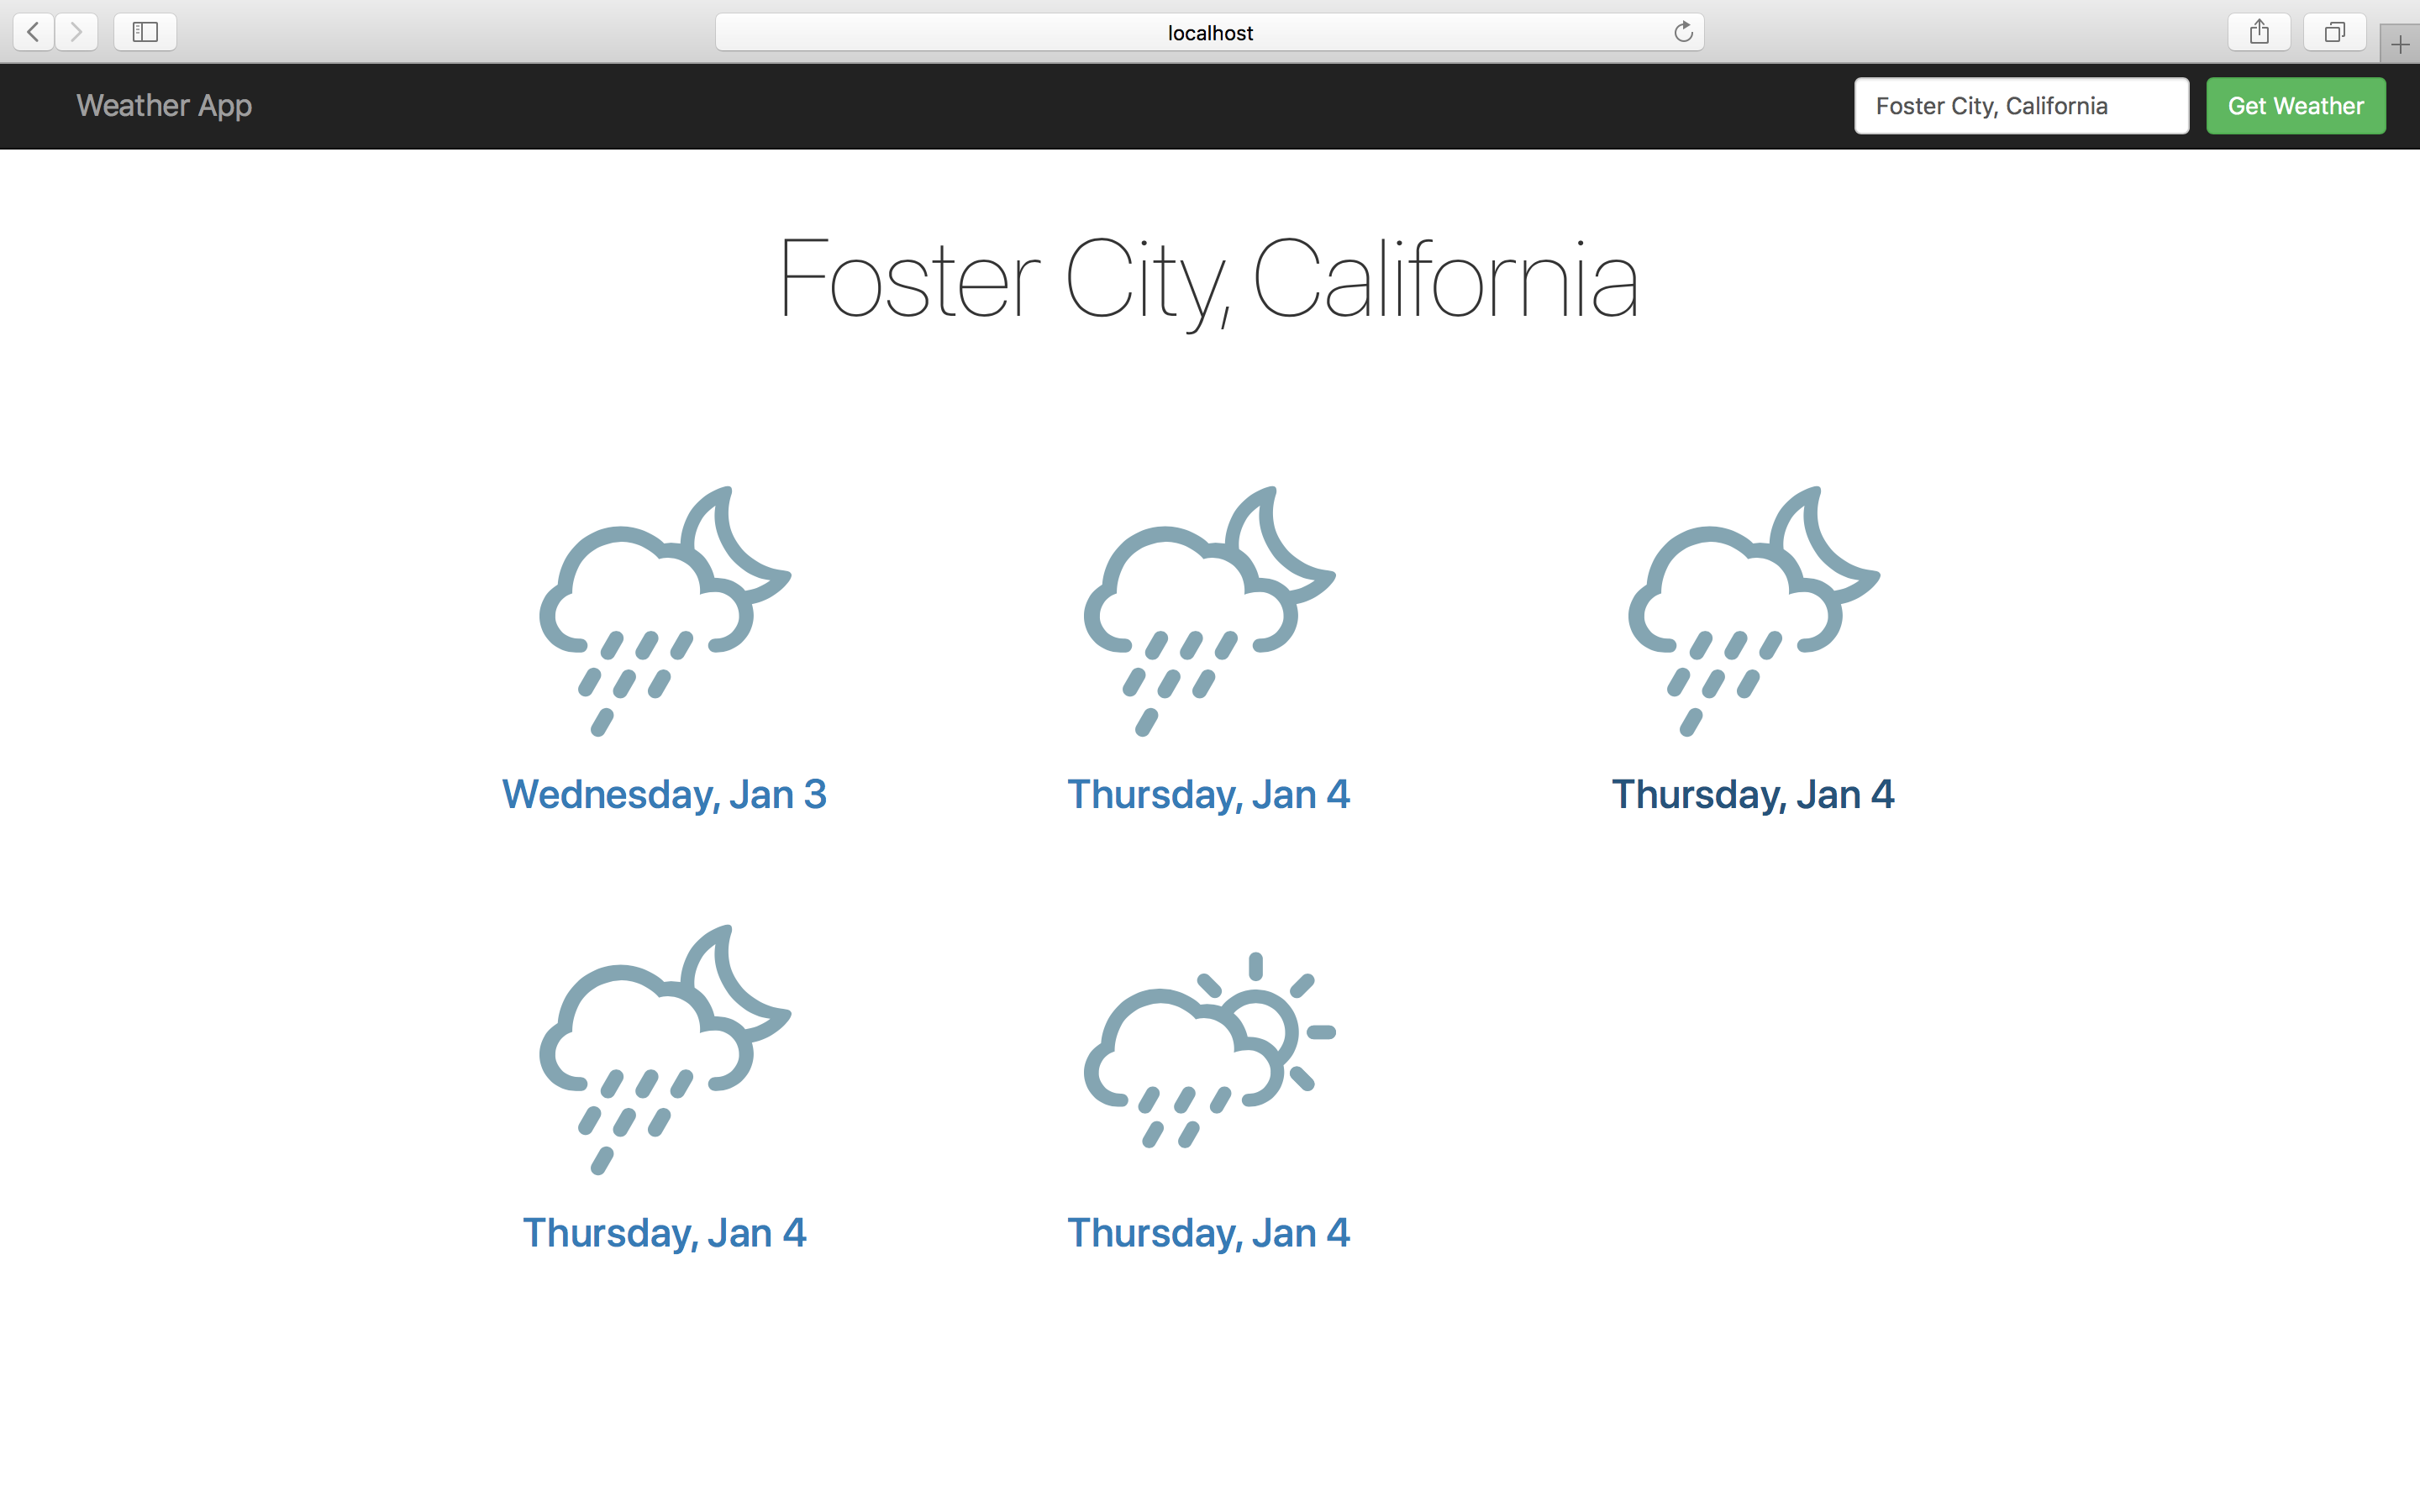 localhost
Weather App
Foster City, California
Get Weather
Foster City, California
Wednesday, Jan 3
Thursday, Jan 4
Thursday, Jan 4
Thursday, Jan 4
Thursday, Jan 4